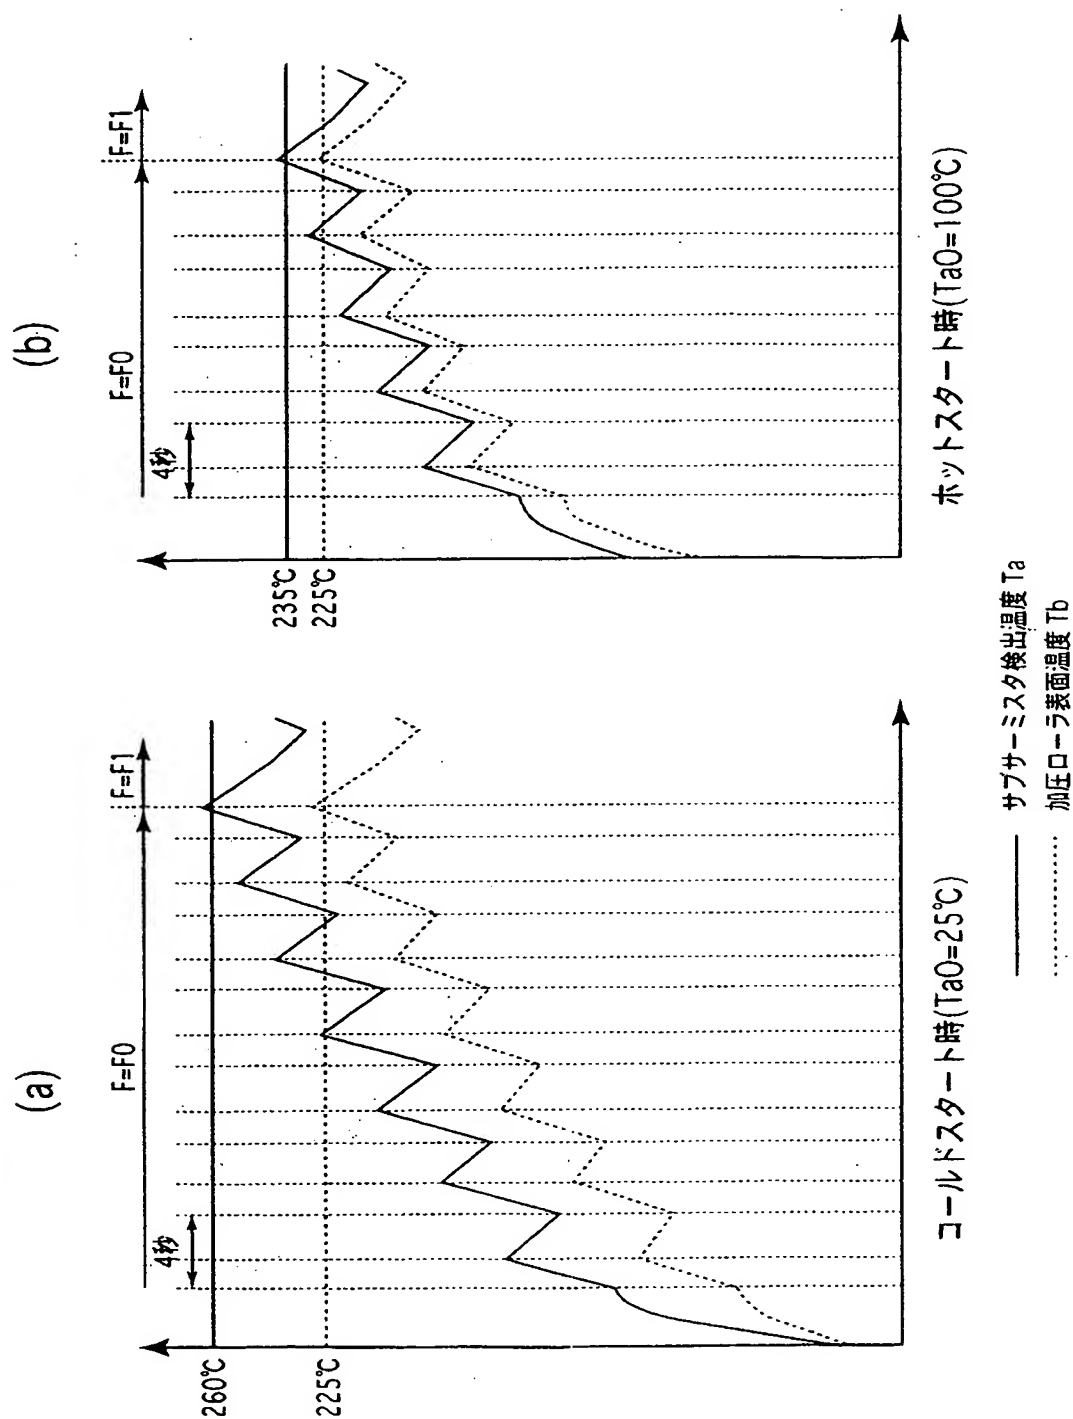 (a)
F=F0
F=F1
4秒
260℃
225℃
コールドスタート時(Ta0=25℃)
(b)
F=F0
F=F1
4秒
235℃
225℃
ホットスタート時(Ta0=100℃)
サブサーミスタ検出温度 Ta
加圧ローラ表面温度 Tb